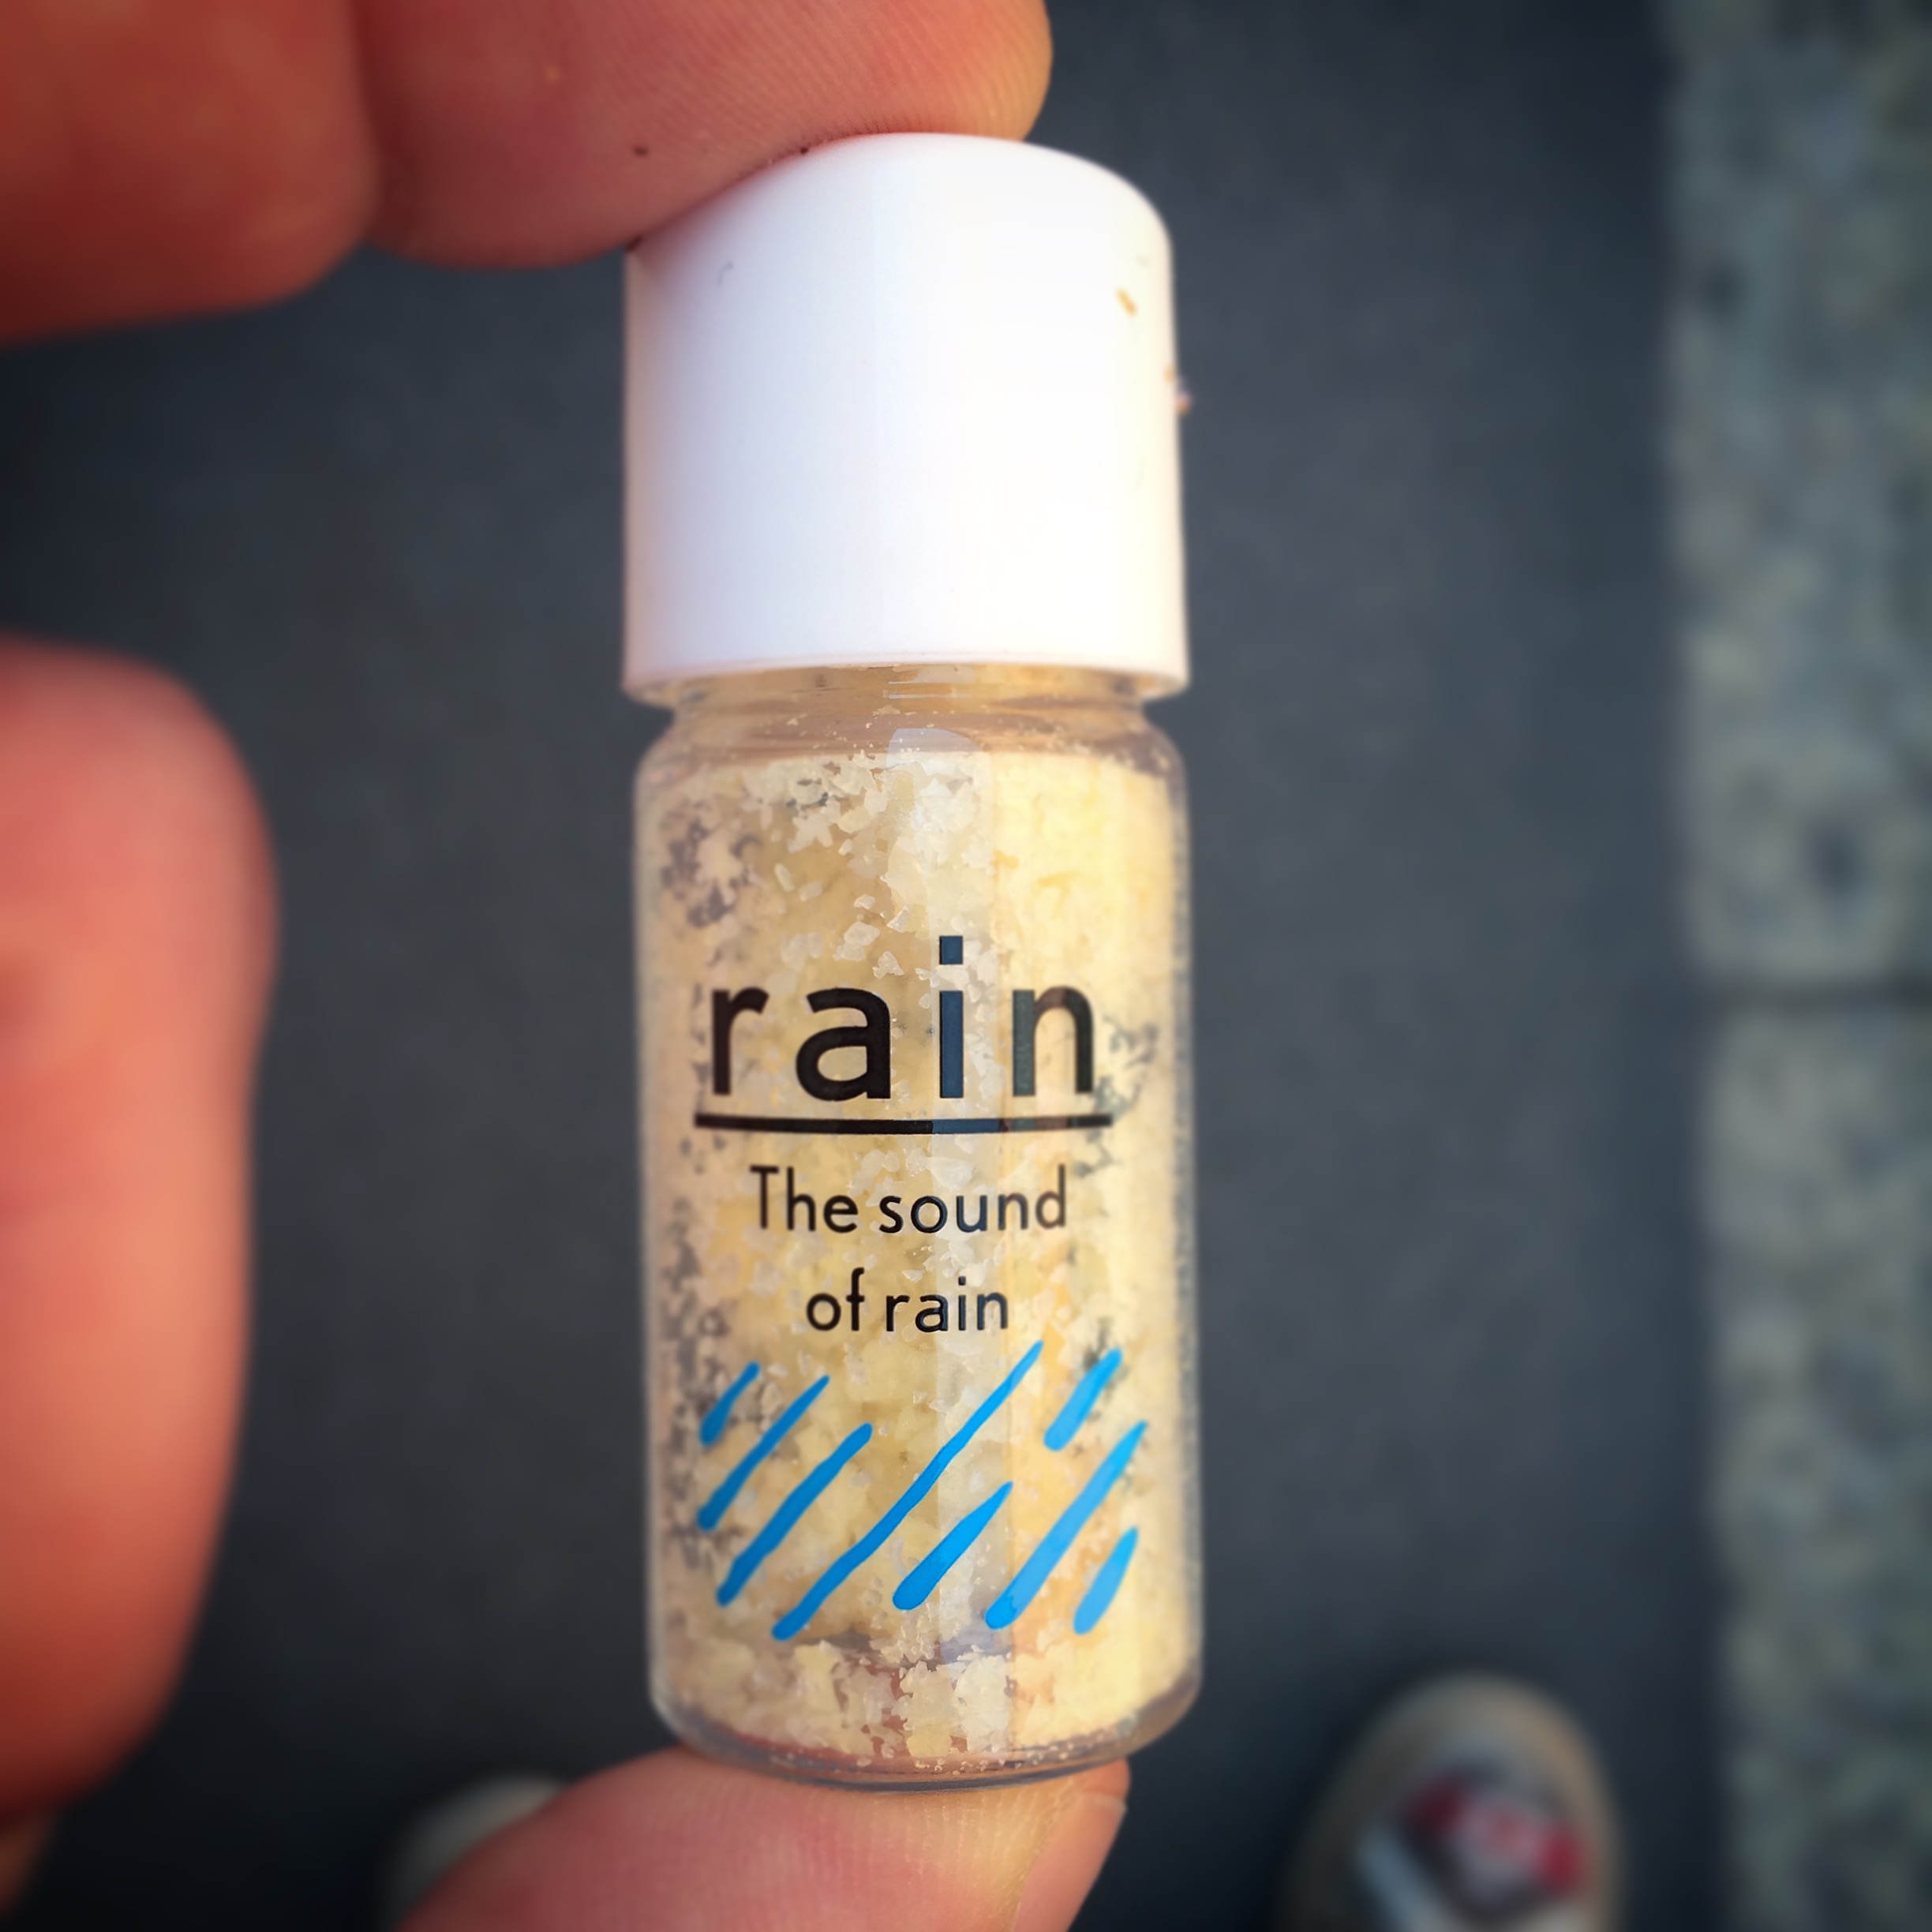 rain
The sound
of rain